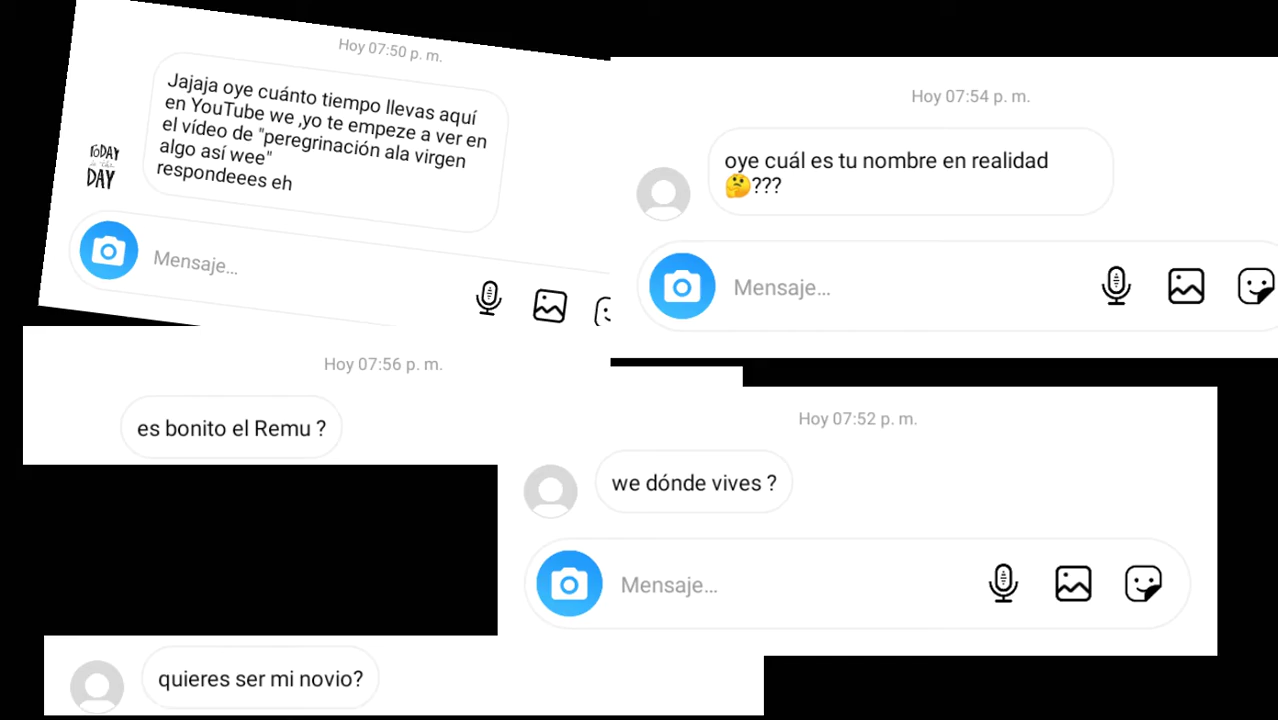 Hoy 07:50 p. m.
Jajaja oye cuánto tiempo llevas aquí
en YouTube we ,yo te empeze a ver en
el vídeo de "peregrinación ala virgen
algo así wee"
respondeees eh
TODAY
is the
DAY
Mensaje...
Hoy 07:54 p. m.
oye cuál es tu nombre en realidad
🤔???
Mensaje...
Hoy 07:56 p. m.
es bonito el Remu ?
Hoy 07:52 p. m.
we dónde vives ?
Mensaje...
quieres ser mi novio?